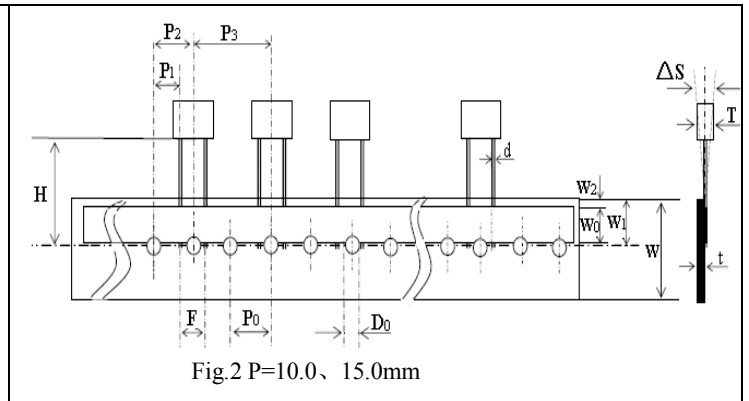 P2 P3
P1
ΔS
T
H
d
W2
W0 W1
W
t
F P0 D0
Fig.2 P=10.0、15.0mm